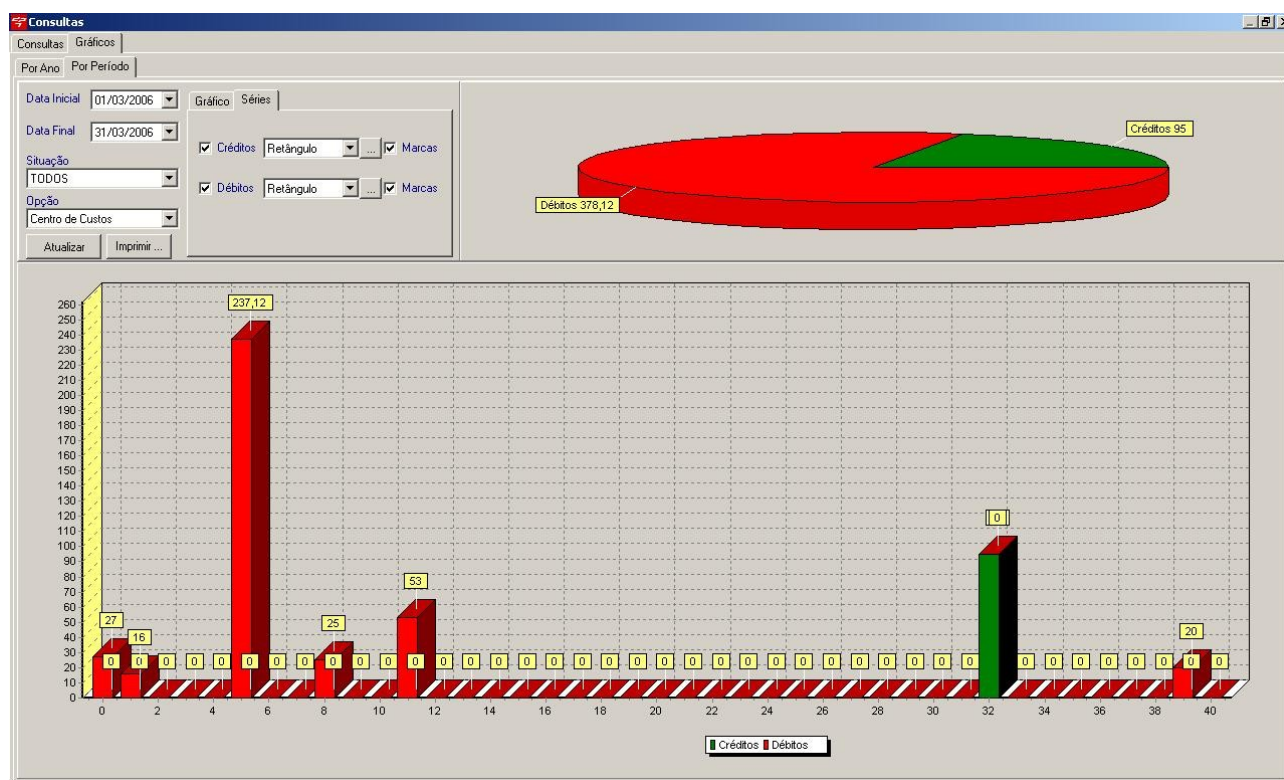 Consultas
Consultas Gráficos
Por Ano Por Período
Data Inicial 01/03/2006
Data Final 31/03/2006
Situação
TODOS
Opção
Centro de Custos
Atualizar Imprimir ...
Gráfico Séries
Créditos Retângulo ... Marcas
Débitos Retângulo ... Marcas
Créditos 95
Débitos 378,12
260
250
240
230
220
210
200
190
180
170
160
150
140
130
120
110
100
90
80
70
60
50
40
30
20
10
0
237,12
0
53
27
16
25
20
0 0 0 0 0 0 0 0 0 0 0 0 0 0 0 0 0 0 0 0 0 0 0 0 0 0 0 0 0 0 0 0 0 0 0 0 0 0 0 0
0 2 4 6 8 10 12 14 16 18 20 22 24 26 28 30 32 34 36 38 40
Créditos Débitos